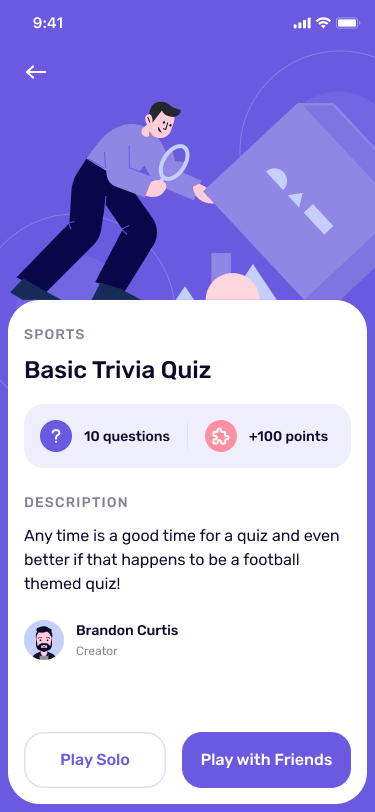 9:41
SPORTS
Basic Trivia Quiz
? 10 questions +100 points
DESCRIPTION
Any time is a good time for a quiz and even
better if that happens to be a football
themed quiz!
Brandon Curtis
Creator
Play Solo Play with Friends